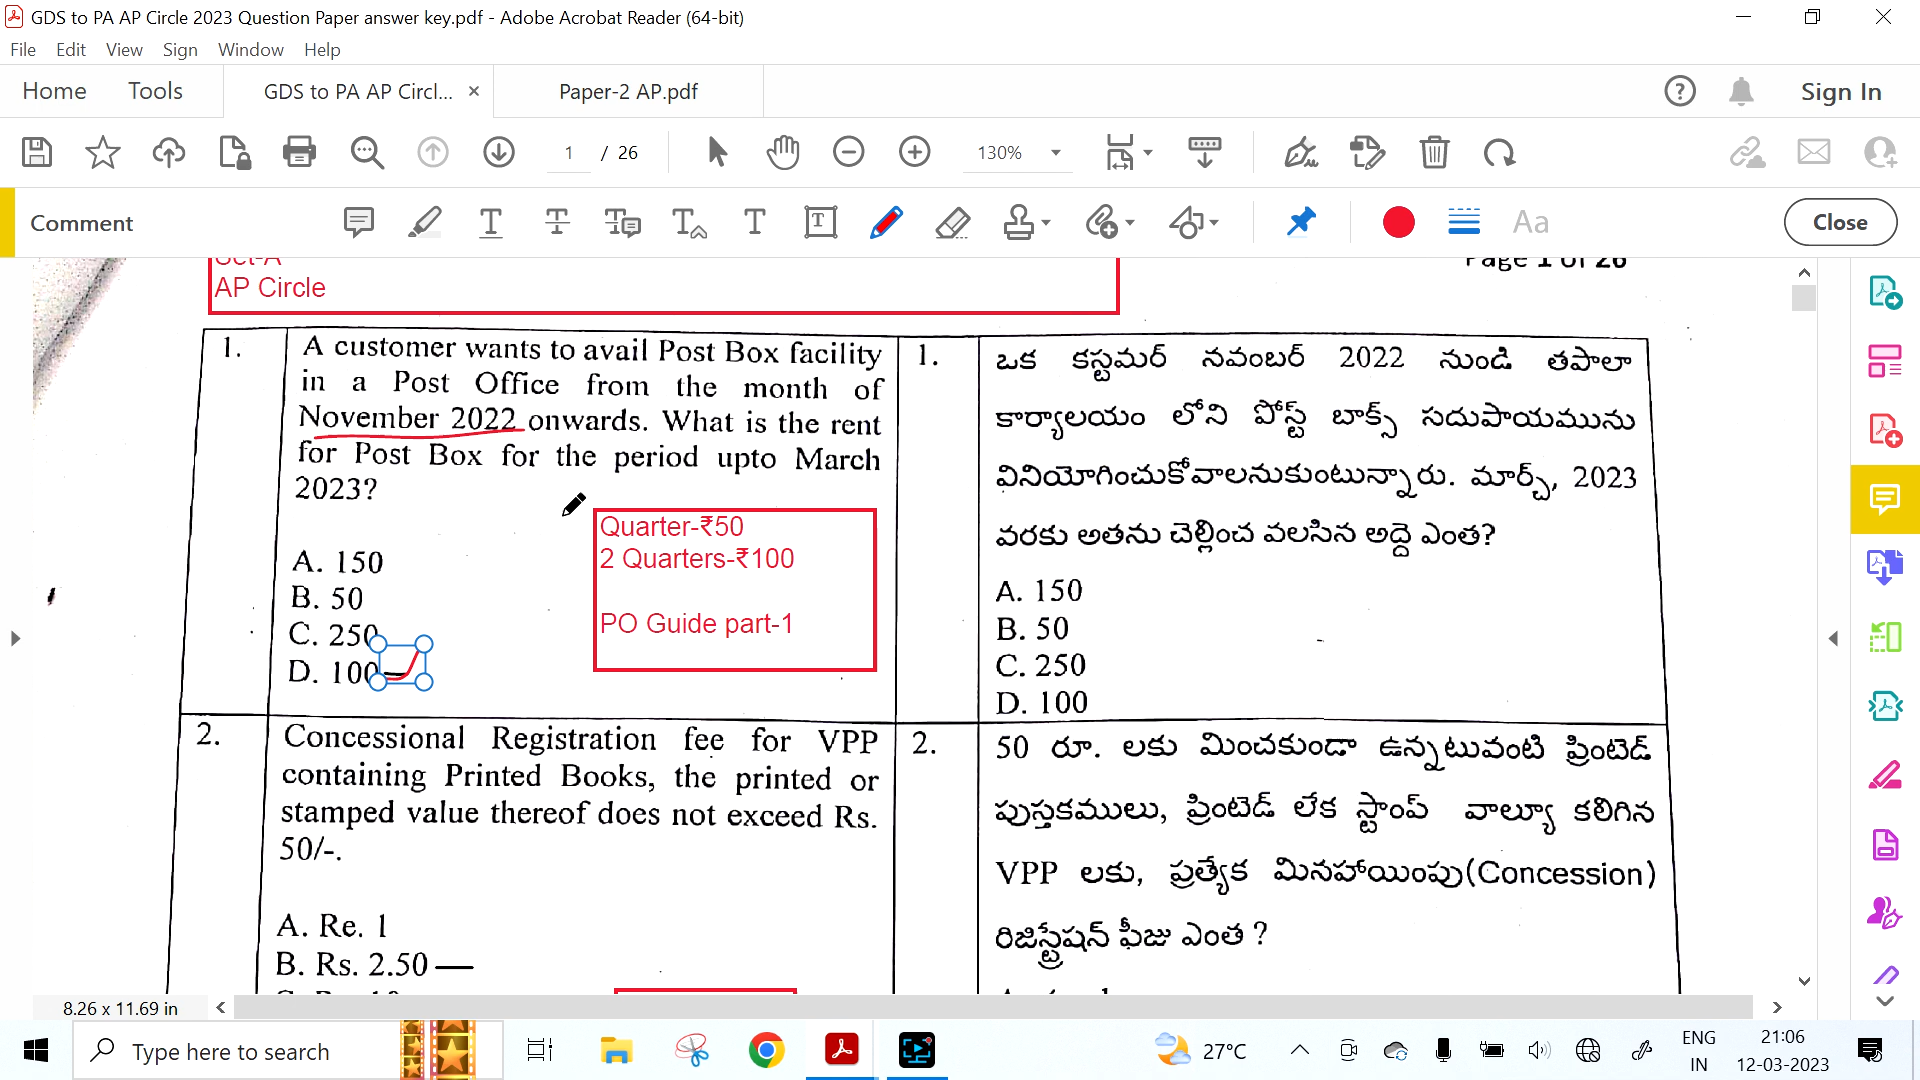 GDS to PA AP Circle 2023 Question Paper answer key.pdf - Adobe Acrobat Reader (64-bit)
File Edit View Sign Window Help
Home Tools GDS to PA AP Circl... × Paper-2 AP.pdf Sign In
1 / 26 130%
Comment Aa Close
Set-A
AP Circle
Page 1 of 26
1. A customer wants to avail Post Box facility
in a Post Office from the month of
November 2022 onwards. What is the rent
for Post Box for the period upto March
2023?
Quarter-₹50
2 Quarters-₹100
PO Guide part-1
A. 150
B. 50
C. 250
D. 100
1. ఒక కస్టమర్ నవంబర్ 2022 నుండి తపాలా
కార్యాలయం లోని పోస్ట్ బాక్స్ సదుపాయమును
వినియోగించుకోవాలనుకుంటున్నారు. మార్చ్, 2023
వరకు అతను చెల్లించ వలసిన అద్దె ఎంత?
A. 150
B. 50
C. 250
D. 100
2. Concessional Registration fee for VPP
containing Printed Books, the printed or
stamped value thereof does not exceed Rs.
50/-.
A. Re. 1
B. Rs. 2.50
2. 50 రూ. లకు మించకుండా ఉన్నటువంటి ప్రింటెడ్
పుస్తకములు, ప్రింటెడ్ లేక స్టాంప్ వాల్యూ కలిగిన
VPP లకు, ప్రత్యేక మినహాయింపు(Concession)
రిజిస్ట్రేషన్ ఫీజు ఎంత ?
8.26 x 11.69 in
Type here to search 27°C ENG 21:06
IN 12-03-2023